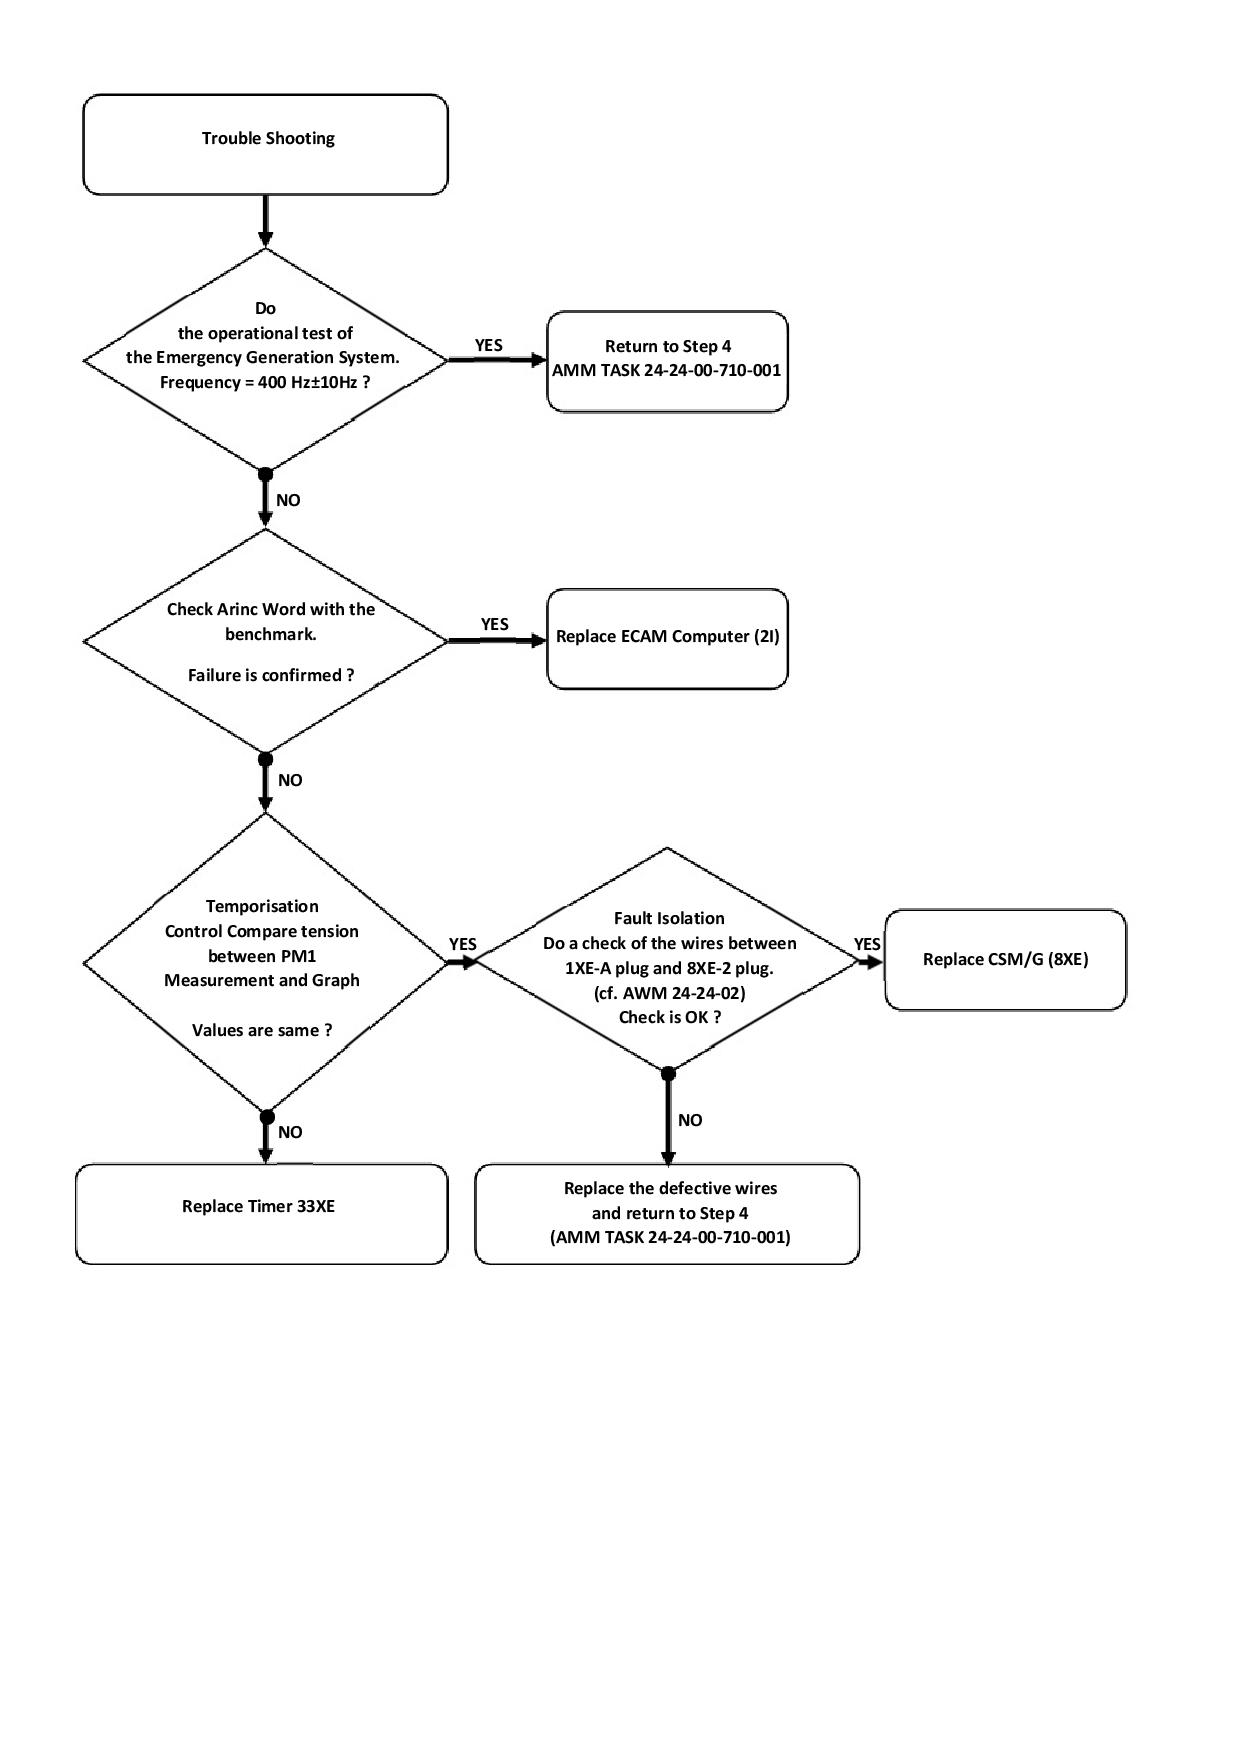 Trouble Shooting
Do
the operational test of
the Emergency Generation System.
Frequency = 400 Hz±10Hz ?
YES
Return to Step 4
AMM TASK 24-24-00-710-001
NO
Check Arinc Word with the
benchmark.
Failure is confirmed ?
YES
Replace ECAM Computer (2I)
NO
Temporisation
Control Compare tension
between PM1
Measurement and Graph
Values are same ?
YES
Fault Isolation
Do a check of the wires between
1XE-A plug and 8XE-2 plug.
(cf. AWM 24-24-02)
Check is OK ?
YES
Replace CSM/G (8XE)
NO
Replace Timer 33XE
NO
Replace the defective wires
and return to Step 4
(AMM TASK 24-24-00-710-001)